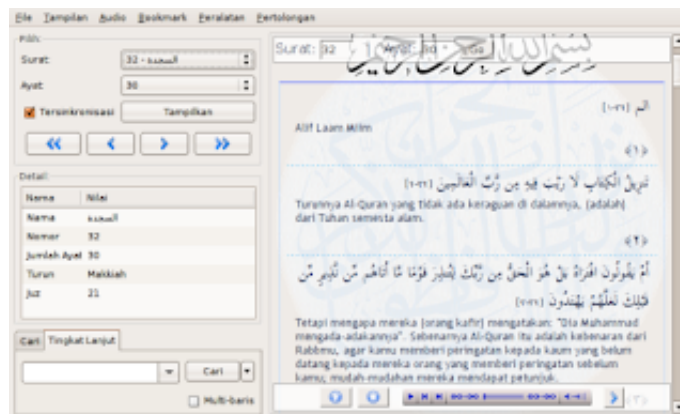 File Tampilan Audio Bookmark Peralatan Pertolongan
Pilih:
Surat: 32 - السجدة
Ayat: 30
Tersinkronisasi Tampilkan
Detail:
Nama Nilai
Nama السجدة
Nomor 32
Jumlah Ayat 30
Turun Makkiah
Juz 21
Cari Tingkat Lanjut
Cari
Multi-baris
Surat: 32 Ayat: 30
الم
Alif Laam Miim
﴿١﴾
تَنزِيلُ الْكِتَابِ لَا رَيْبَ فِيهِ مِن رَّبِّ الْعَالَمِينَ
Turunnya Al-Quran yang tidak ada keraguan di dalamnya, (adalah)
dari Tuhan semesta alam.
﴿٢﴾
أَمْ يَقُولُونَ افْتَرَاهُ بَلْ هُوَ الْحَقُّ مِن رَّبِّكَ لِتُنذِرَ قَوْمًا مَّا أَتَاهُم مِّن نَّذِيرٍ مِّن
قَبْلِكَ لَعَلَّهُمْ يَهْتَدُونَ
Tetapi mengapa mereka (orang kafir) mengatakan: "Dia Muhammad
mengada-adakannya". Sebenarnya Al-Quran itu adalah kebenaran dari
Rabbmu, agar kamu memberi peringatan kepada kaum yang belum
datang kepada mereka orang yang memberi peringatan sebelum
kamu; mudah-mudahan mereka mendapat petunjuk.